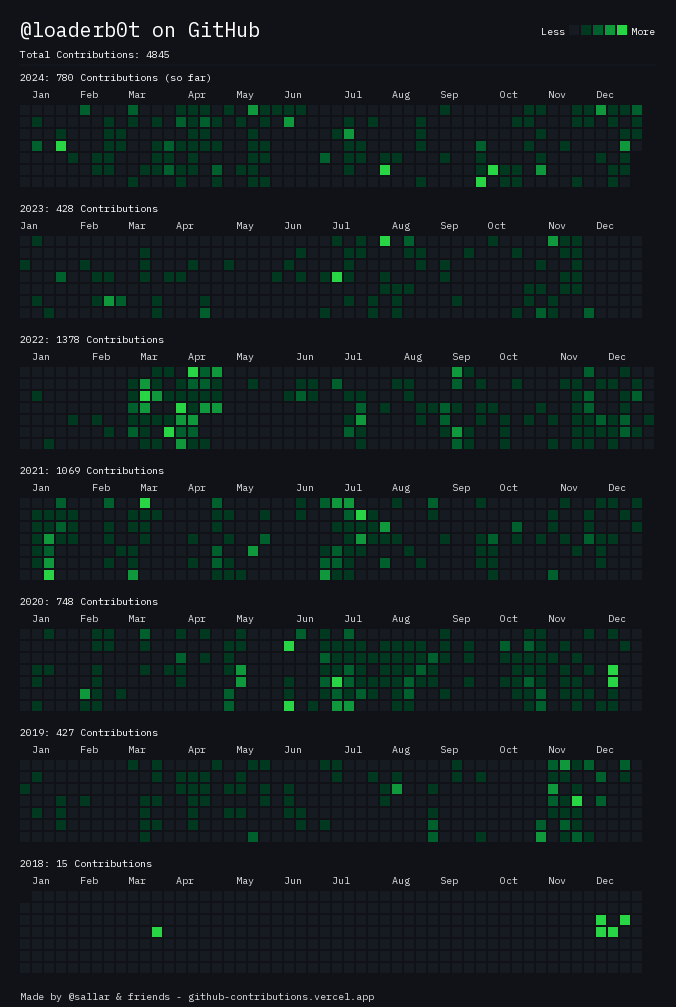 @loaderb0t on GitHub
Less More
Total Contributions: 4845
2024: 780 Contributions (so far)
Jan Feb Mar Apr May Jun Jul Aug Sep Oct Nov Dec
2023: 428 Contributions
Jan Feb Mar Apr May Jun Jul Aug Sep Oct Nov Dec
2022: 1378 Contributions
Jan Feb Mar Apr May Jun Jul Aug Sep Oct Nov Dec
2021: 1069 Contributions
Jan Feb Mar Apr May Jun Jul Aug Sep Oct Nov Dec
2020: 748 Contributions
Jan Feb Mar Apr May Jun Jul Aug Sep Oct Nov Dec
2019: 427 Contributions
Jan Feb Mar Apr May Jun Jul Aug Sep Oct Nov Dec
2018: 15 Contributions
Jan Feb Mar Apr May Jun Jul Aug Sep Oct Nov Dec
Made by @sallar & friends - github-contributions.vercel.app